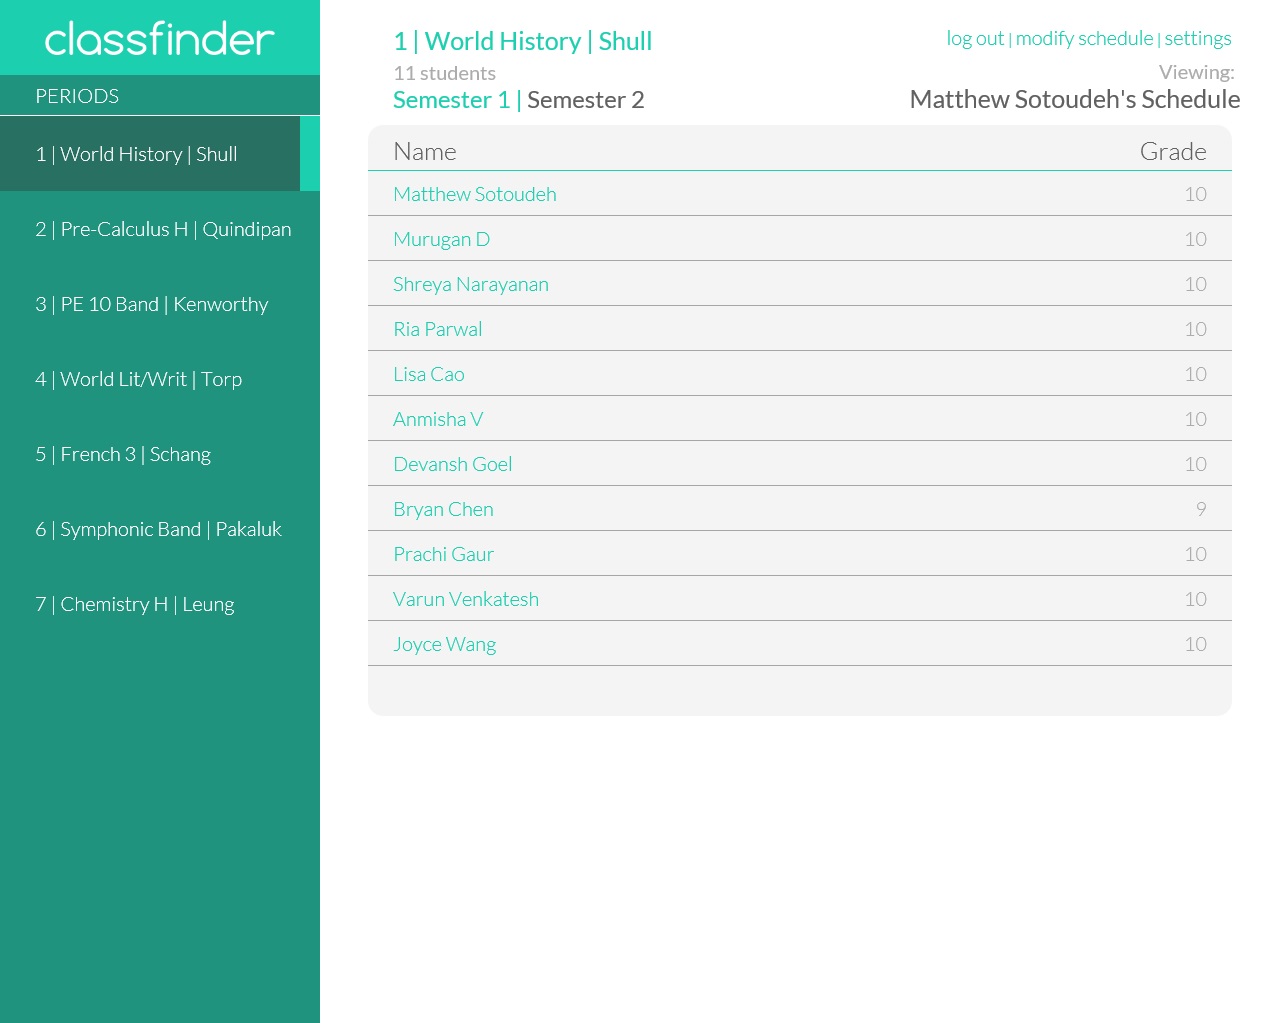 classfinder
PERIODS
1 | World History | Shull
2 | Pre-Calculus H | Quindipan
3 | PE 10 Band | Kenworthy
4 | World Lit/Writ | Torp
5 | French 3 | Schang
6 | Symphonic Band | Pakaluk
7 | Chemistry H | Leung
1 | World History | Shull
11 students
Semester 1 | Semester 2
log out | modify schedule | settings
Viewing:
Matthew Sotoudeh's Schedule
Name Grade
Matthew Sotoudeh 10
Murugan D 10
Shreya Narayanan 10
Ria Parwal 10
Lisa Cao 10
Anmisha V 10
Devansh Goel 10
Bryan Chen 9
Prachi Gaur 10
Varun Venkatesh 10
Joyce Wang 10